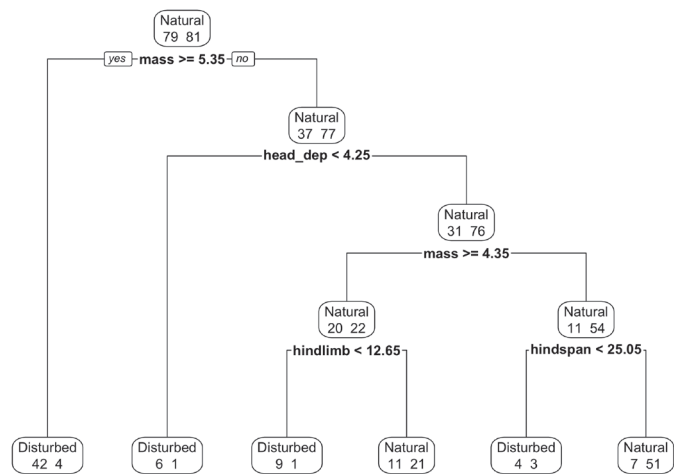 Natural
79 81
yes mass >= 5.35 no
Natural
37 77
head_dep < 4.25
Natural
31 76
mass >= 4.35
Natural
20 22
Natural
11 54
hindlimb < 12.65
hindspan < 25.05
Disturbed
42 4
Disturbed
6 1
Disturbed
9 1
Natural
11 21
Disturbed
4 3
Natural
7 51